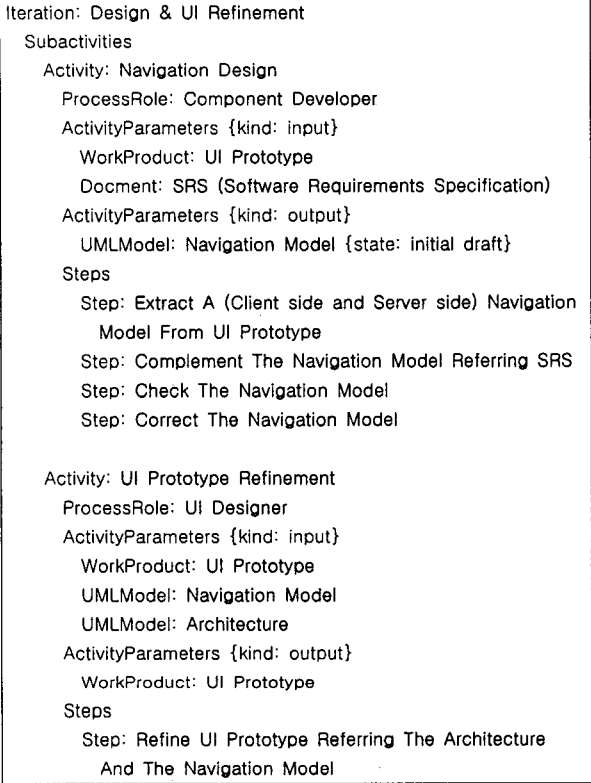 Iteration: Design & UI Refinement
Subactivities
Activity: Navigation Design
ProcessRole: Component Developer
ActivityParameters {kind: input}
WorkProduct: UI Prototype
Docment: SRS (Software Requirements Specification)
ActivityParameters {kind: output}
UMLModel: Navigation Model {state: initial draft}
Steps
Step: Extract A (Client side and Server side) Navigation
Model From UI Prototype
Step: Complement The Navigation Model Referring SRS
Step: Check The Navigation Model
Step: Correct The Navigation Model
Activity: UI Prototype Refinement
ProcessRole: UI Designer
ActivityParameters {kind: input}
WorkProduct: UI Prototype
UMLModel: Navigation Model
UMLModel: Architecture
ActivityParameters {kind: output}
WorkProduct: UI Prototype
Steps
Step: Refine UI Prototype Referring The Architecture
And The Navigation Model